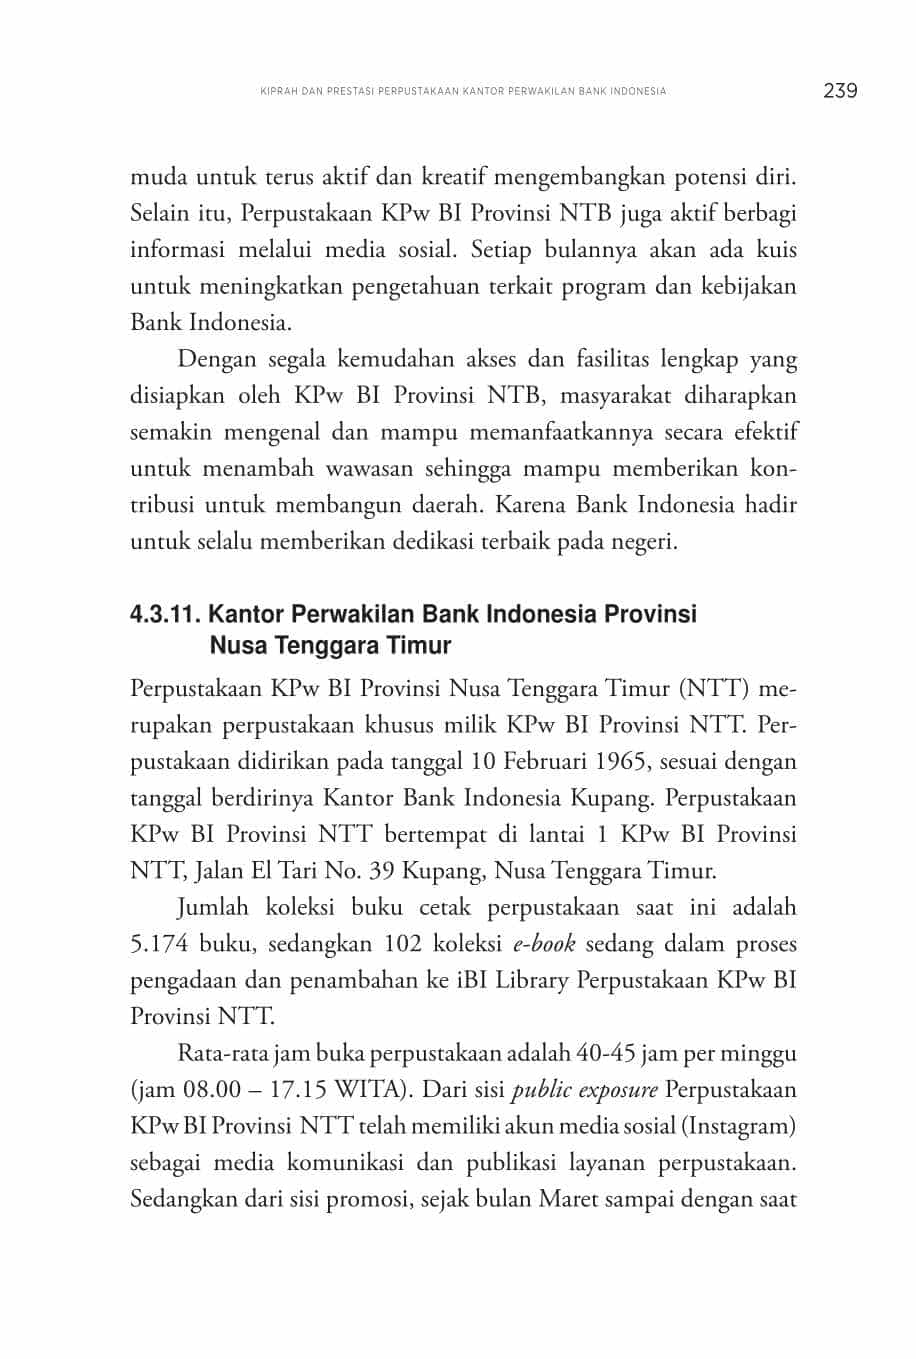 KIPRAH DAN PRESTASI PERPUSTAKAAN KANTOR PERWAKILAN BANK INDONESIA 239
muda untuk terus aktif dan kreatif mengembangkan potensi diri.
Selain itu, Perpustakaan KPw BI Provinsi NTB juga aktif berbagi
informasi melalui media sosial. Setiap bulannya akan ada kuis
untuk meningkatkan pengetahuan terkait program dan kebijakan
Bank Indonesia.
Dengan segala kemudahan akses dan fasilitas lengkap yang
disiapkan oleh KPw BI Provinsi NTB, masyarakat diharapkan
semakin mengenal dan mampu memanfaatkannya secara efektif
untuk menambah wawasan sehingga mampu memberikan kon-
tribusi untuk membangun daerah. Karena Bank Indonesia hadir
untuk selalu memberikan dedikasi terbaik pada negeri.
4.3.11. Kantor Perwakilan Bank Indonesia Provinsi
Nusa Tenggara Timur
Perpustakaan KPw BI Provinsi Nusa Tenggara Timur (NTT) me-
rupakan perpustakaan khusus milik KPw BI Provinsi NTT. Per-
pustakaan didirikan pada tanggal 10 Februari 1965, sesuai dengan
tanggal berdirinya Kantor Bank Indonesia Kupang. Perpustakaan
KPw BI Provinsi NTT bertempat di lantai 1 KPw BI Provinsi
NTT, Jalan El Tari No. 39 Kupang, Nusa Tenggara Timur.
Jumlah koleksi buku cetak perpustakaan saat ini adalah
5.174 buku, sedangkan 102 koleksi e-book sedang dalam proses
pengadaan dan penambahan ke iBI Library Perpustakaan KPw BI
Provinsi NTT.
Rata-rata jam buka perpustakaan adalah 40-45 jam per minggu
(jam 08.00 – 17.15 WITA). Dari sisi public exposure Perpustakaan
KPw BI Provinsi NTT telah memiliki akun media sosial (Instagram)
sebagai media komunikasi dan publikasi layanan perpustakaan.
Sedangkan dari sisi promosi, sejak bulan Maret sampai dengan saat